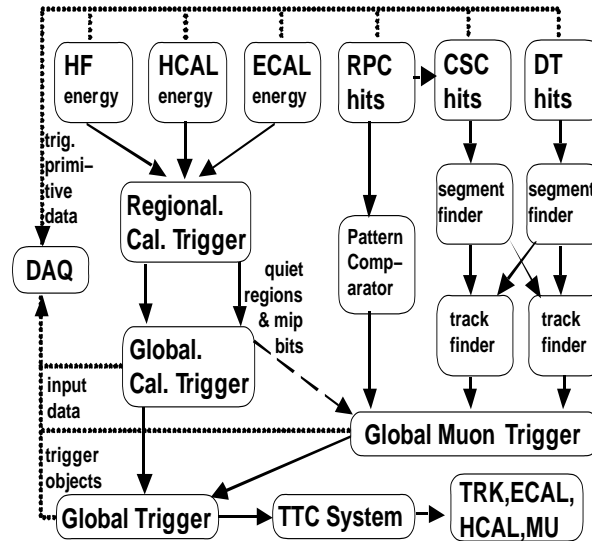 HF
energy
HCAL
energy
ECAL
energy
RPC
hits
CSC
hits
DT
hits
trig.
primi–
tive
data
Regional.
Cal. Trigger
segment
finder
segment
finder
DAQ
quiet
regions
& mip
bits
Pattern
Comp–
arator
Global.
Cal. Trigger
track
finder
track
finder
input
data
Global Muon Trigger
trigger
objects
Global Trigger
TTC System
TRK,ECAL,
HCAL,MU